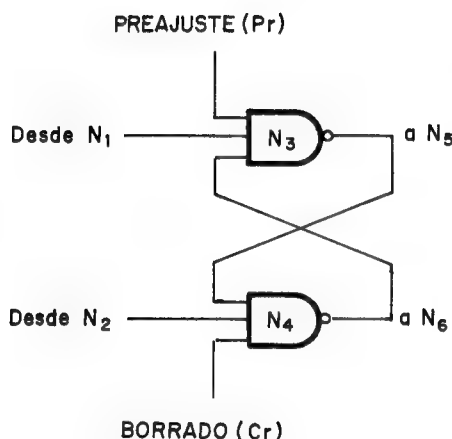 PREAJUSTE (Pr)
Desde N1
N3
a N5
Desde N2
N4
a N6
BORRADO (Cr)